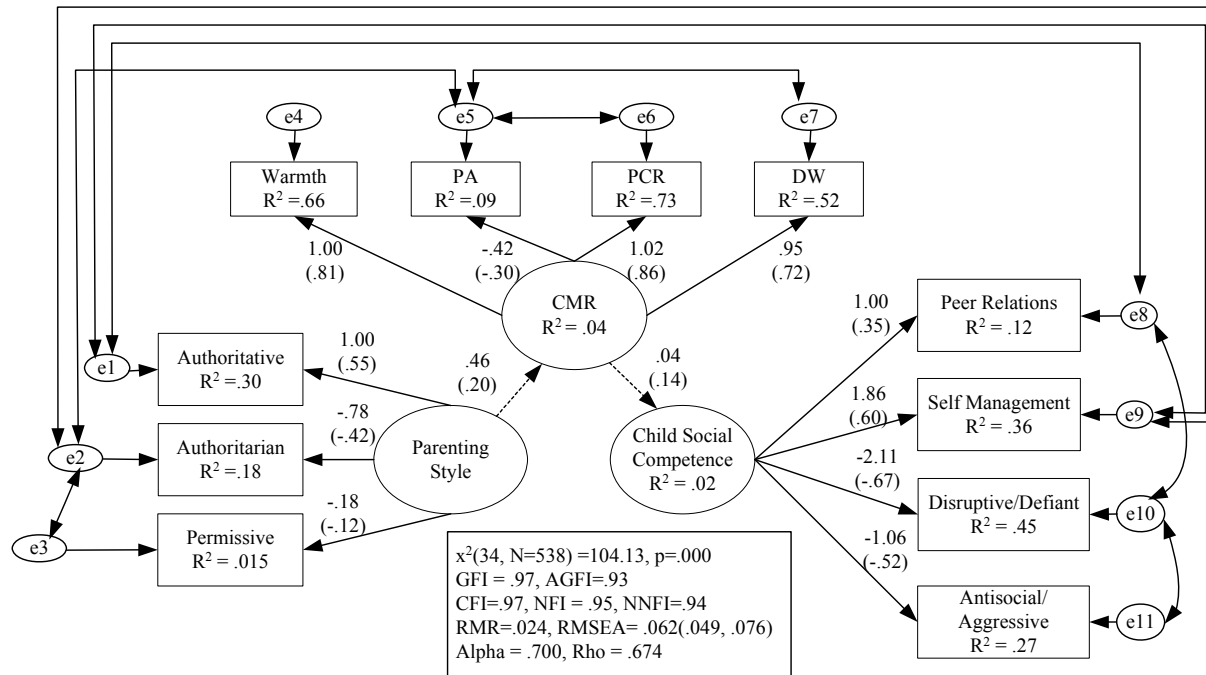 e4
e5
e6
e7
Warmth
R² =.66
PA
R² =.09
PCR
R² =.73
DW
R² =.52
1.00
(.81)
-.42
(-.30)
1.02
(.86)
.95
(.72)
CMR
R² = .04
1.00
(.35)
Peer Relations
R² = .12
e8
e1
Authoritative
R² =.30
1.00
(.55)
.46
(.20)
.04
(.14)
1.86
(.60)
Self Management
R² = .36
e9
e2
Authoritarian
R² =.18
-.78
(-.42)
Parenting
Style
Child Social
Competence
R² = .02
-2.11
(-.67)
Disruptive/Defiant
R² = .45
e10
e3
Permissive
R² = .015
-.18
(-.12)
-1.06
(-.52)
Antisocial/
Aggressive
R² = .27
e11
x²(34, N=538) =104.13, p=.000
GFI = .97, AGFI=.93
CFI=.97, NFI = .95, NNFI=.94
RMR=.024, RMSEA= .062(.049, .076)
Alpha = .700, Rho = .674